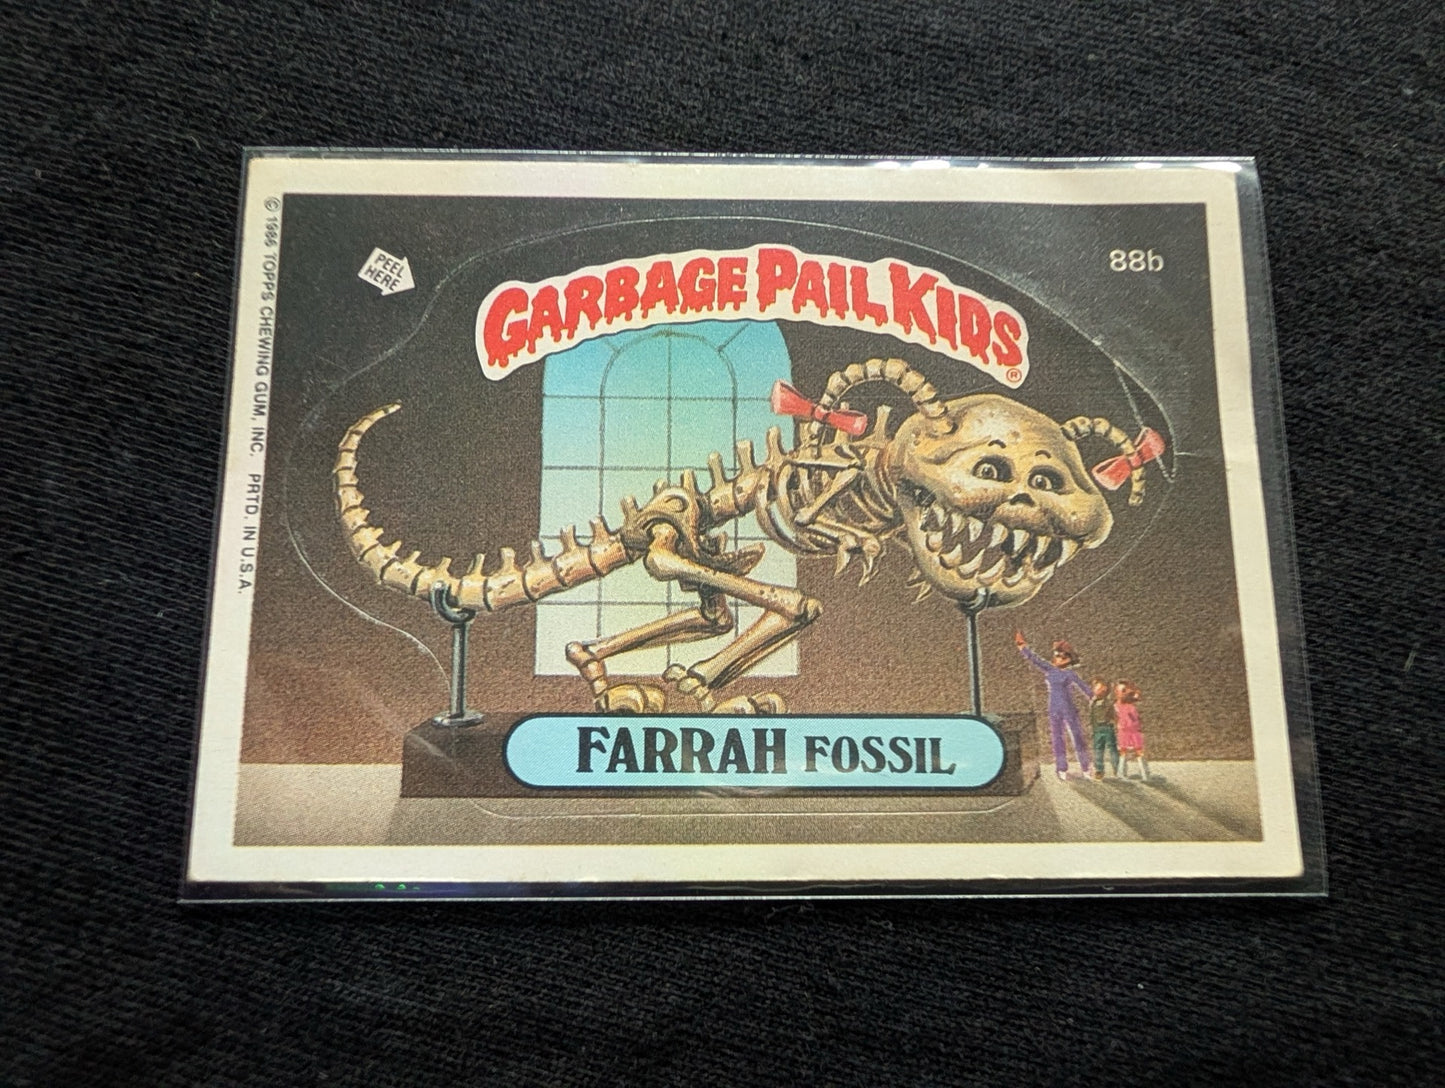 © 1986 TOPPS CHEWING GUM, INC. PRTD. IN U.S.A.
PEEL
HERE
GARBAGE PAIL KIDS
®
88b
FARRAH FOSSIL